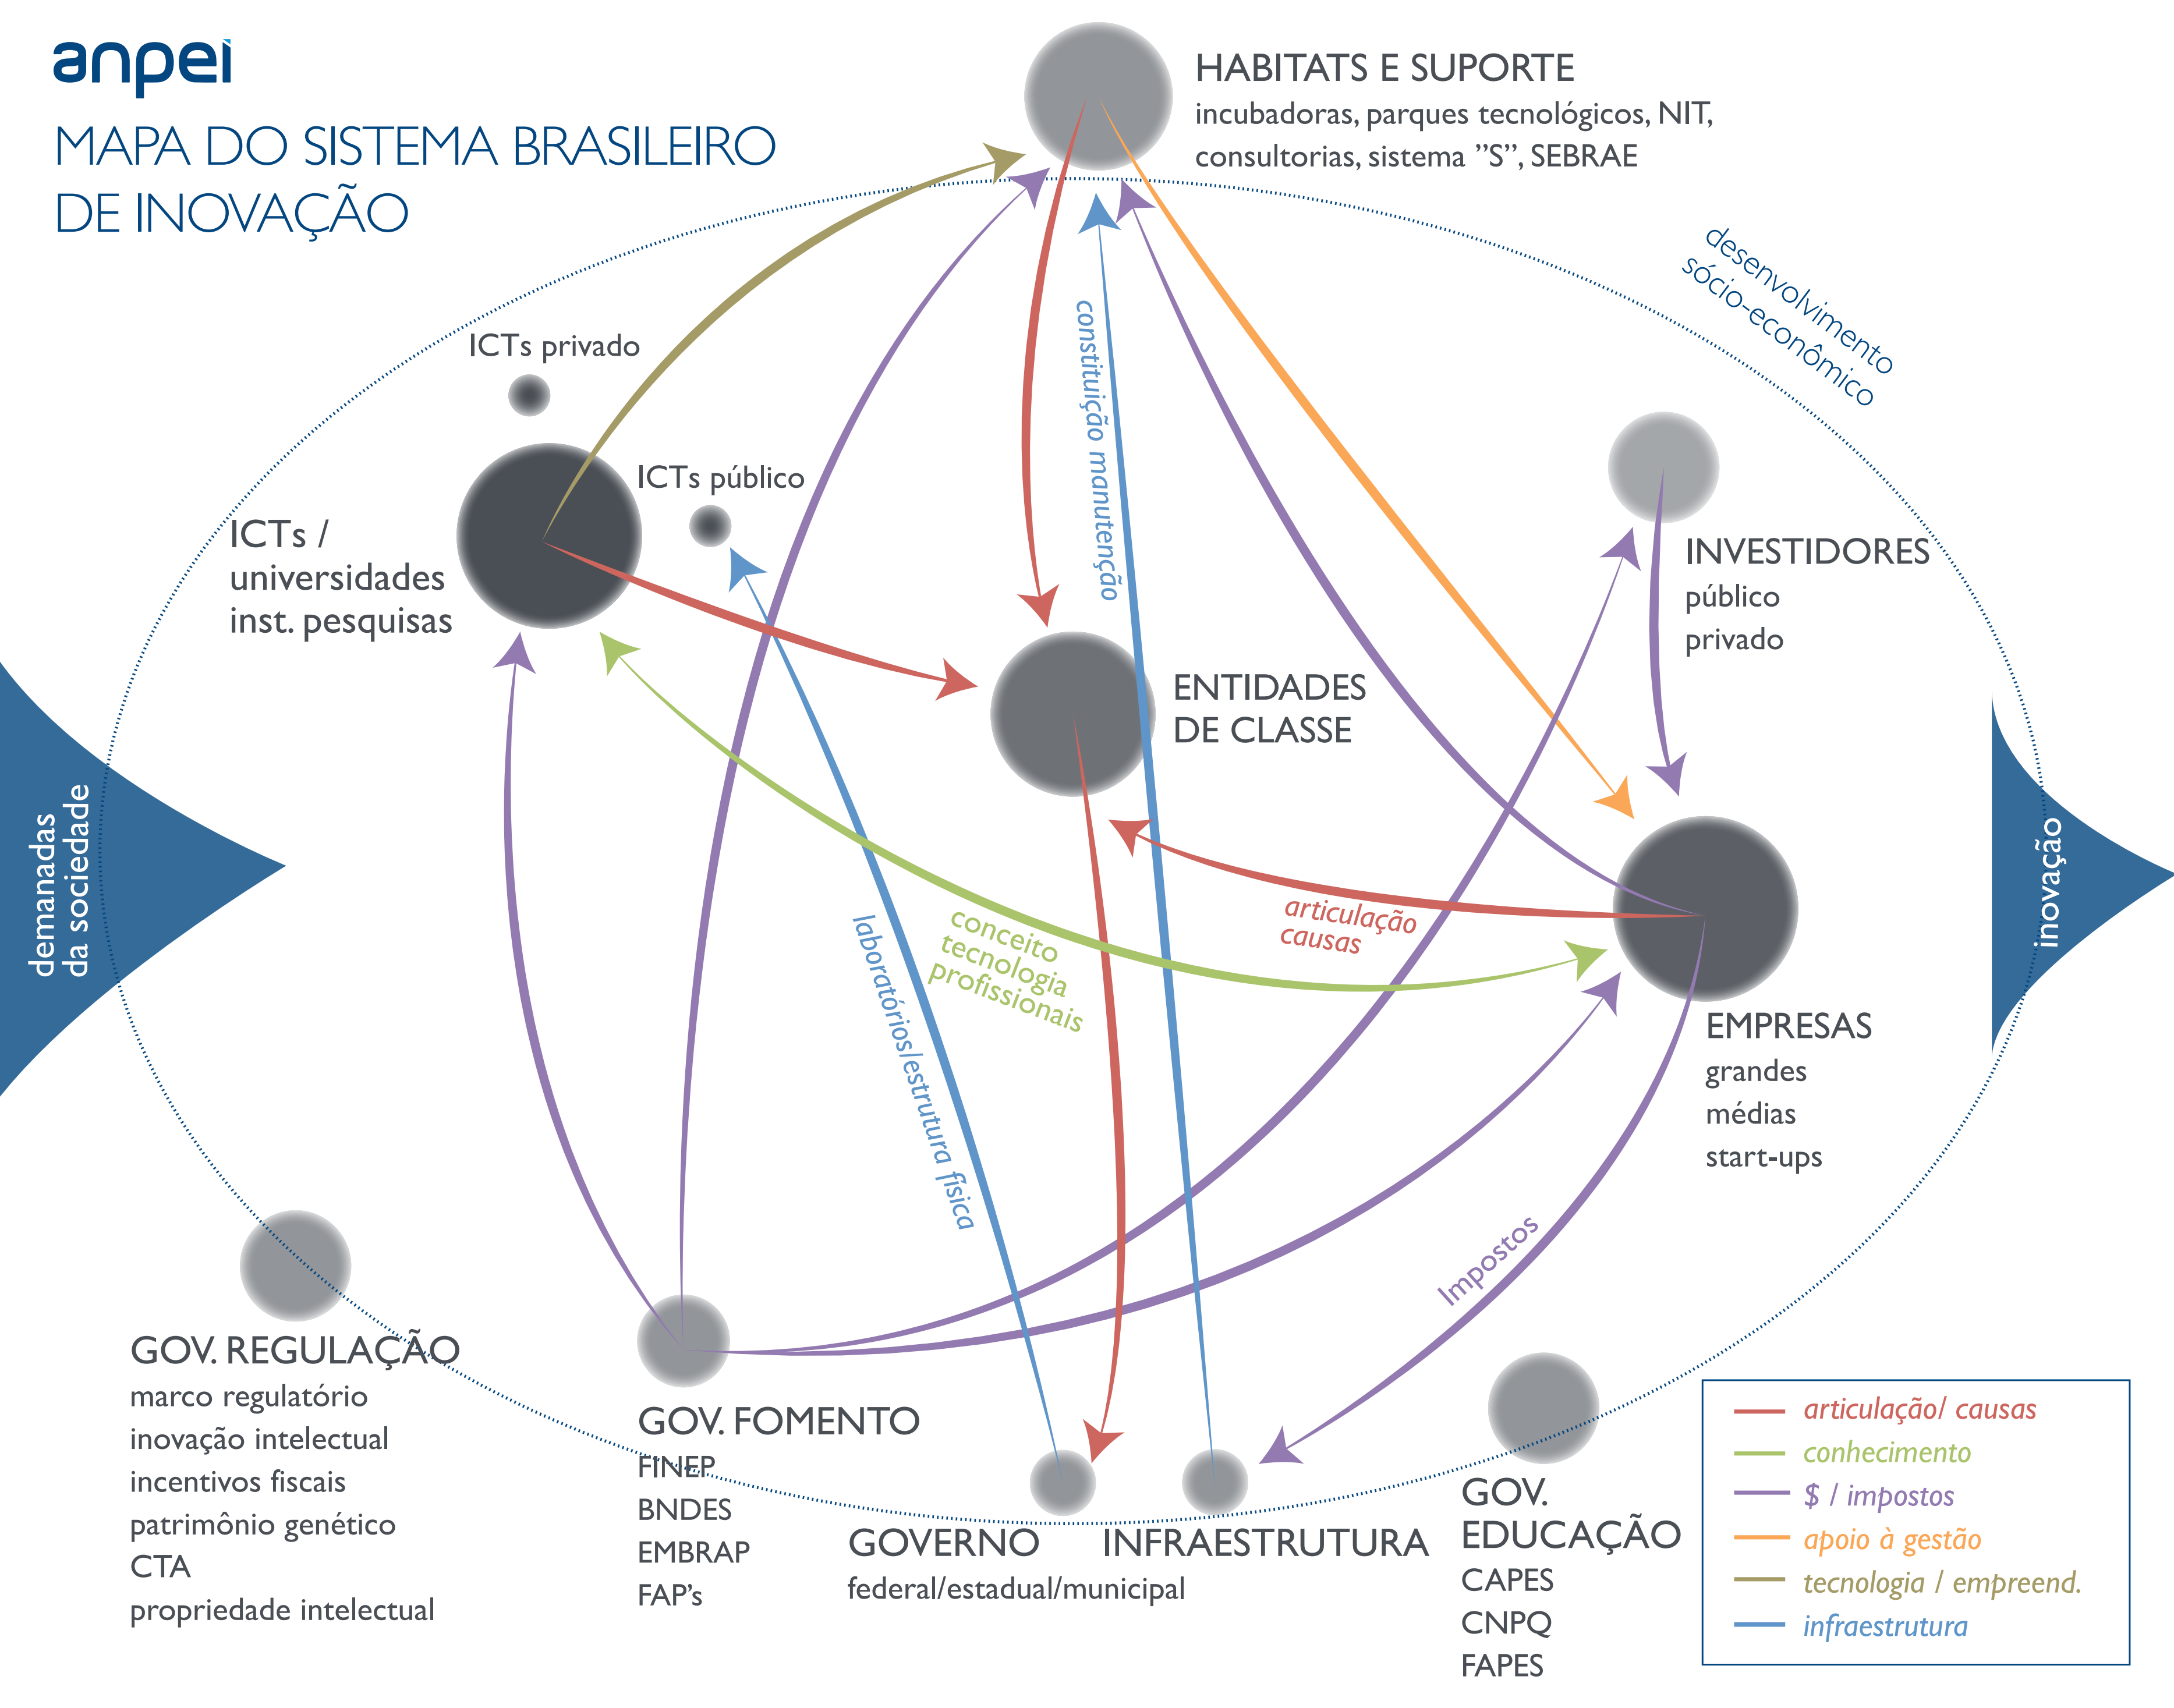 anpei
MAPA DO SISTEMA BRASILEIRO
DE INOVAÇÃO
HABITATS E SUPORTE
incubadoras, parques tecnológicos, NIT,
consultorias, sistema ”S”, SEBRAE
desenvolvimento
sócio-econômico
ICTs privado
ICTs público
ICTs /
universidades
inst. pesquisas
constituição manutenção
INVESTIDORES
público
privado
ENTIDADES
DE CLASSE
demanadas
da sociedade
inovação
articulação
causas
conceito
tecnologia
profissionais
laboratórios/estrutura física
EMPRESAS
grandes
médias
start-ups
Impostos
GOV. REGULAÇÃO
marco regulatório
inovação intelectual
incentivos fiscais
patrimônio genético
CTA
propriedade intelectual
GOV. FOMENTO
FINEP
BNDES
EMBRAP
FAP’s
GOVERNO
federal/estadual/municipal
INFRAESTRUTURA
GOV.
EDUCAÇÃO
CAPES
CNPQ
FAPES
articulação/ causas
conhecimento
$ / impostos
apoio à gestão
tecnologia / empreend.
infraestrutura